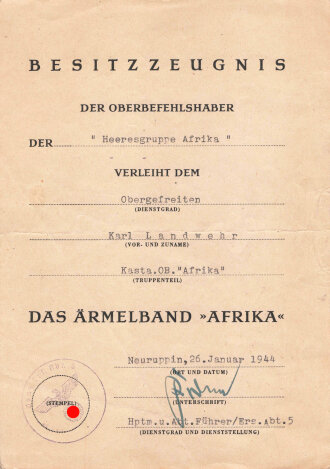 BESITZZEUGNIS
DER OBERBEFEHLSHABER
DER "Heeresgruppe Afrika"
VERLEIHT DEM
Obergefreiten
(DIENSTGRAD)
Karl Landwehr
(VOR- UND ZUNAME)
Kasta.OB."Afrika"
(TRUPPENTEIL)
DAS ÄRMELBAND »AFRIKA«
Neuruppin, 26. Januar 1944
(ORT UND DATUM)
(STEMPEL)
(UNTERSCHRIFT)
Hptm.u.Abt.Führer/Ers.Abt.5
(DIENSTGRAD UND DIENSTSTELLUNG)